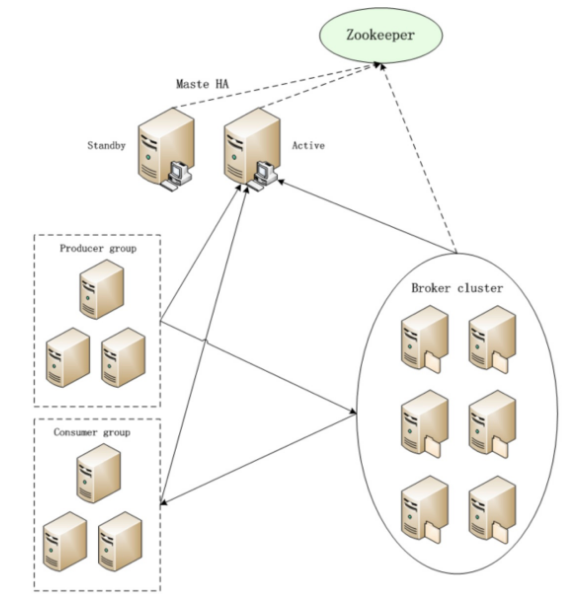 Zookeeper
Maste HA
Standby
Active
Producer group
Broker cluster
Consumer group